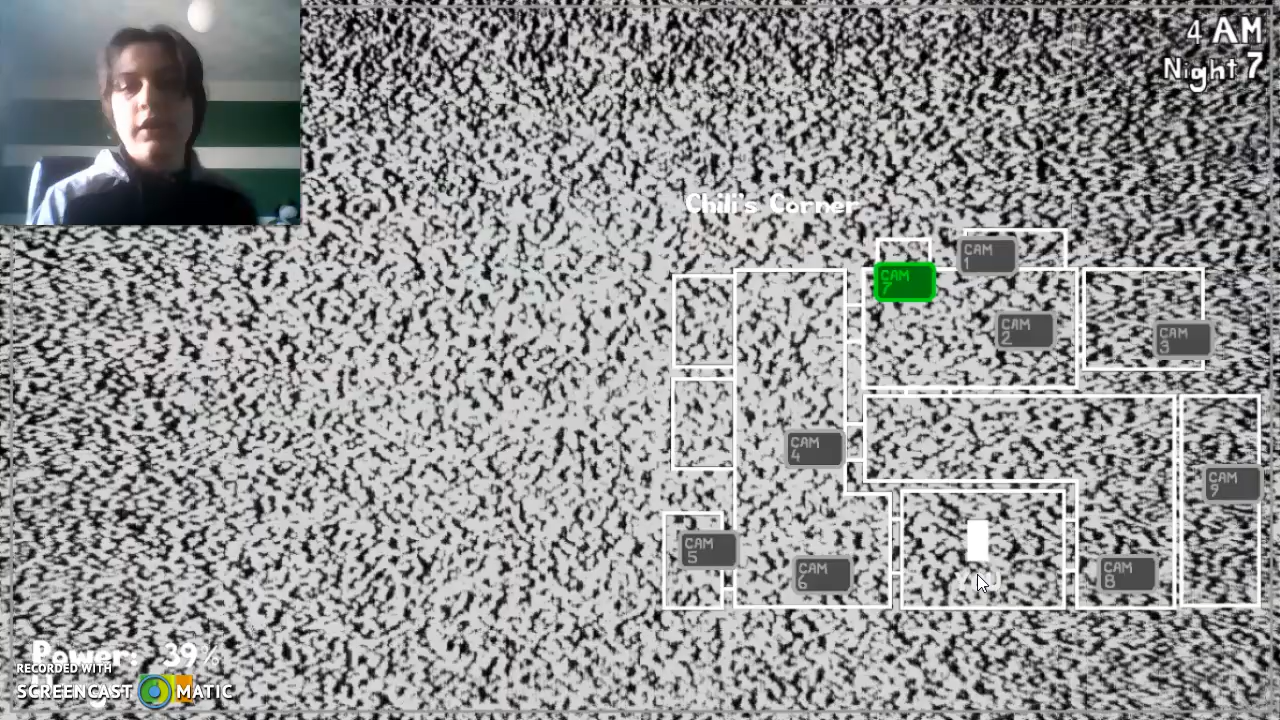 4 AM
Night 7
Chili's Corner
CAM
1
CAM
7
CAM
2
CAM
3
CAM
4
CAM
9
CAM
5
CAM
6
CAM
8
Power: 39%
RECORDED WITH
SCREENCAST MATIC